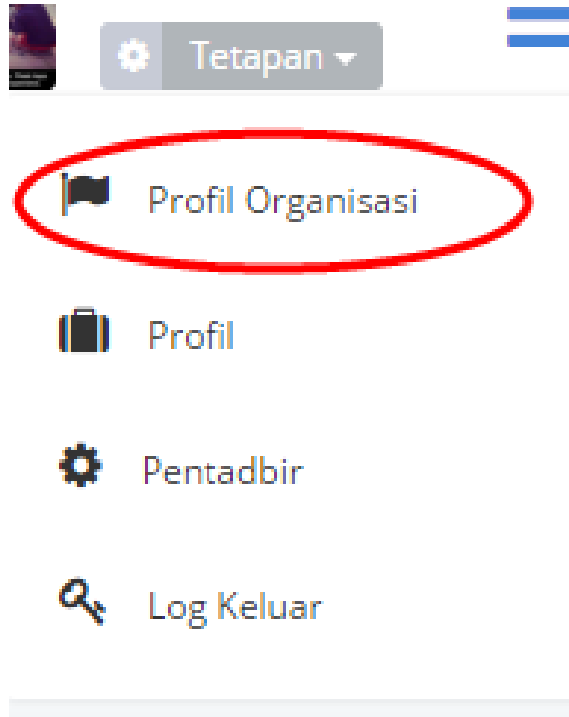 Tetapan
Profil Organisasi
Profil
Pentadbir
Log Keluar